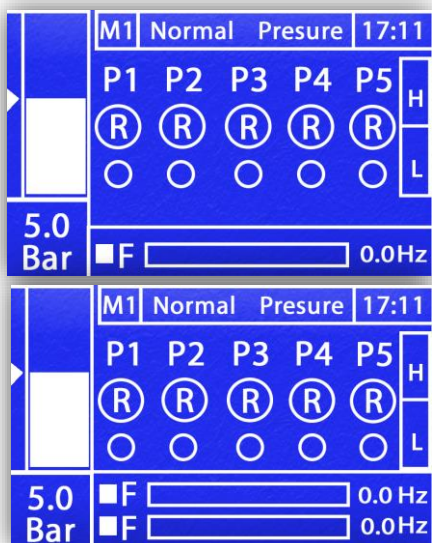 M1 Normal Presure 17:11
P1 P2 P3 P4 P5 H
R R R R R
L
5.0
Bar F 0.0Hz
M1 Normal Presure 17:11
P1 P2 P3 P4 P5 H
R R R R R
L
5.0 F 0.0 Hz
Bar F 0.0Hz